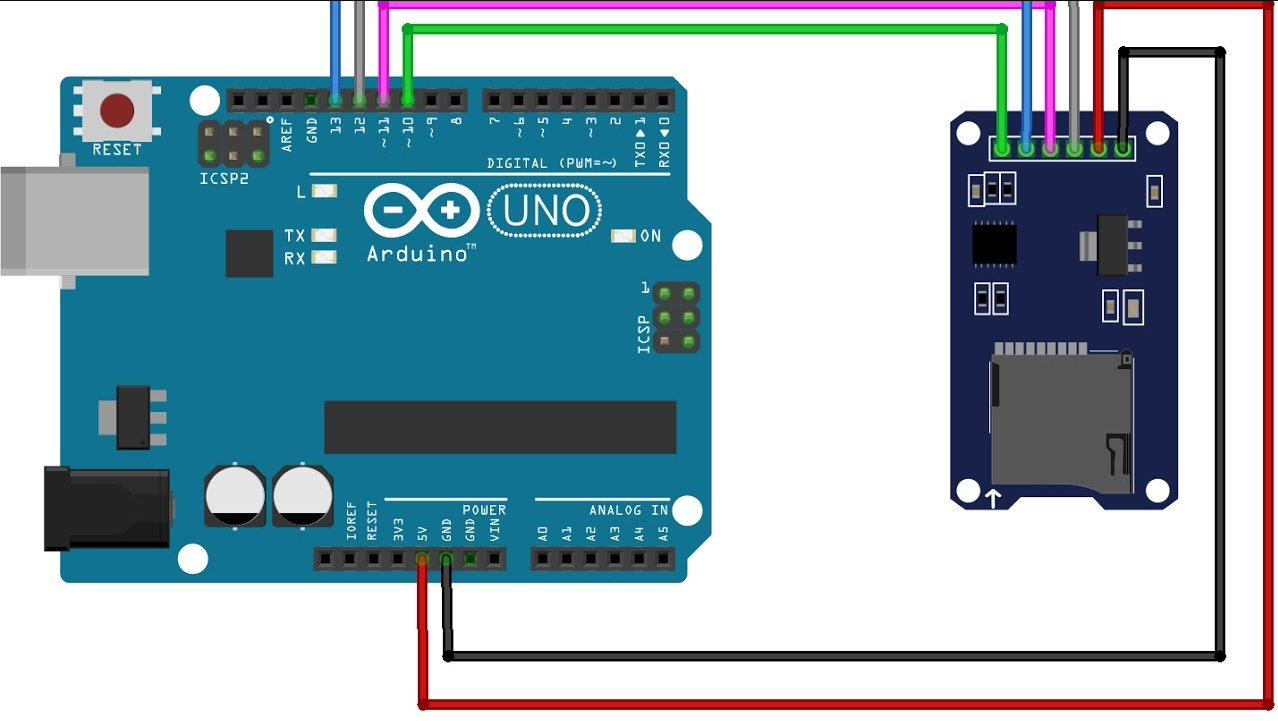 RESET
ICSP2
AREF
GND
13
12
~11
~10
~9
8
7
~6
~5
4
~3
2
TX0▶1
RX0◀0
DIGITAL (PWM=~)
L
TX
RX
UNO
Arduino™
ON
1
ICSP
IOREF
RESET
3V3
5V
GND
GND
VIN
POWER
ANALOG IN
A0
A1
A2
A3
A4
A5